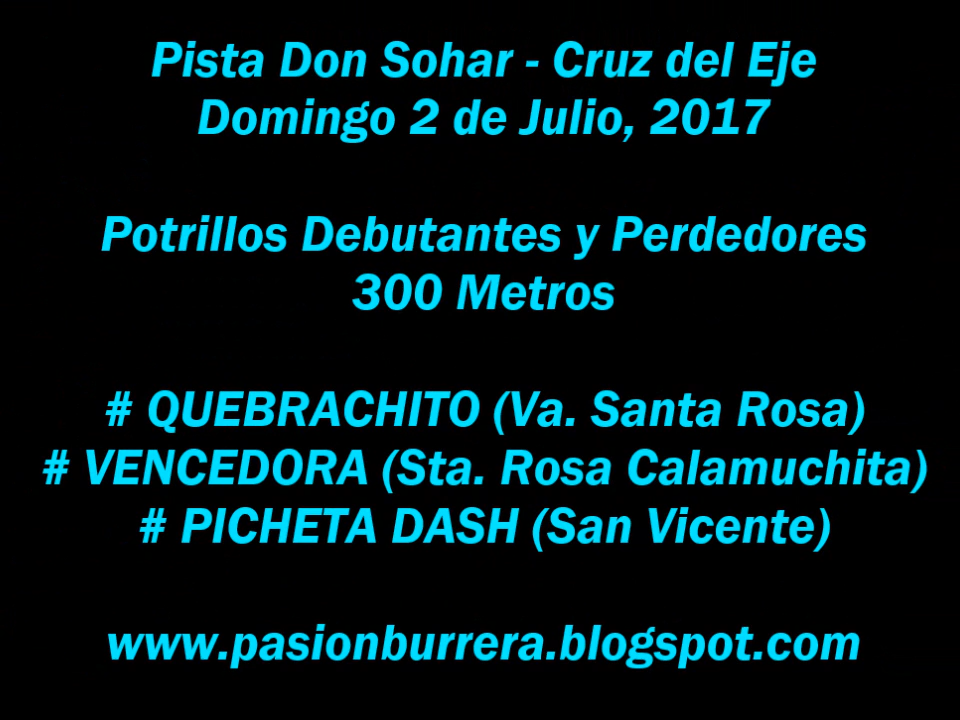 Pista Don Sohar - Cruz del Eje
Domingo 2 de Julio, 2017
Potrillos Debutantes y Perdedores
300 Metros
# QUEBRACHITO (Va. Santa Rosa)
# VENCEDORA (Sta. Rosa Calamuchita)
# PICHETA DASH (San Vicente)
www.pasionburrera.blogspot.com